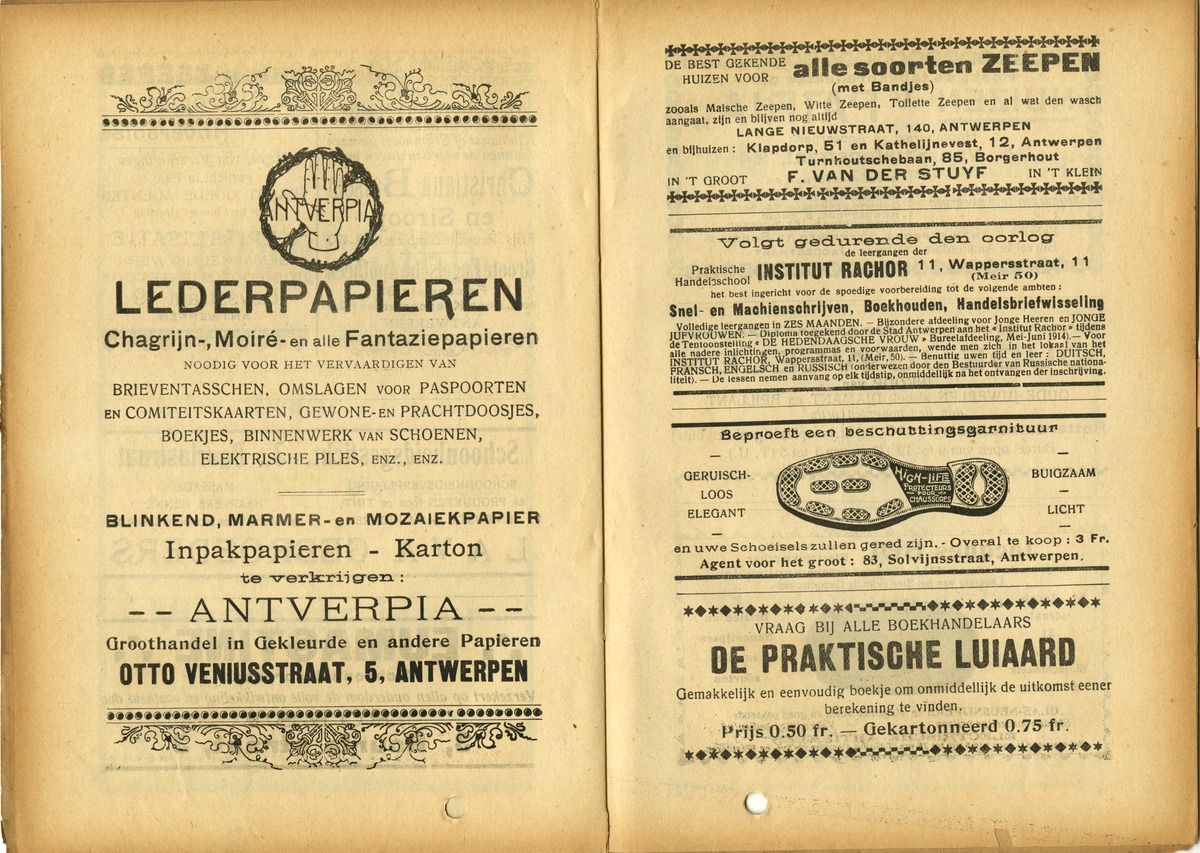 ANTVERPIA
LEDERPAPIEREN
Chagrijn-, Moiré- en alle Fantaziepapieren
NOODIG VOOR HET VERVAARDIGEN VAN
BRIEVENTASSCHEN, OMSLAGEN VOOR PASPOORTEN
EN COMITEITSKAARTEN, GEWONE- EN PRACHTDOOSJES,
BOEKJES, BINNENWERK VAN SCHOENEN,
ELEKTRISCHE PILES, ENZ., ENZ.
BLINKEND, MARMER- en MOZAIEKPAPIER
Inpakpapieren - Karton
te verkrijgen :
-- ANTVERPIA --
Groothandel in Gekleurde en andere Papieren
OTTO VENIUSSTRAAT, 5, ANTWERPEN
DE BEST GEKENDE
HUIZEN VOOR
alle soorten ZEEPEN
(met Bandjes)
zooals Malsche Zeepen, Witte Zeepen, Toilette Zeepen en al wat den wasch
aangaat, zijn en blijven nog altijd
LANGE NIEUWSTRAAT, 140, ANTWERPEN
en bijhuizen : Klapdorp, 51 en Kathelijnevest, 12, Antwerpen
Turnhoutschebaan, 85, Borgerhout
IN 'T GROOT F. VAN DER STUYF IN 'T KLEIN
Volgt gedurende den oorlog
de leergangen der
Praktische
Handelsschool
INSTITUT RACHOR 11, Wappersstraat, 11
(Meir 50)
het best ingericht voor de spoedige voorbereiding tot de volgende ambten :
Snel- en Machienschrijven, Boekhouden, Handelsbriefwisseling
Volledige leergangen in ZES MAANDEN. — Bijzondere afdeeling voor Jonge Heeren en JONGE
JUFVROUWEN. — Diploma toegekend door de Stad Antwerpen aan het « Institut Rachor » tijdens
de Tentoonstelling « DE HEDENDAAGSCHE VROUW » Bureelafdeeling, Mei-Juni 1914). — Voor
alle nadere inlichtingen, programmas en voorwaarden, wende men zich in het lokaal van het
INSTITUT RACHOR, Wappersstraat, 11, (Meir, 50). — Benuttig uwen tijd en leer : DUITSCH,
FRANSCH, ENGELSCH en RUSSISCH (onderwezen door den Bestuurder van Russische nationa-
liteit). — De lessen nemen aanvang op elk tijdstip, onmiddellijk na het ontvangen der inschrijving.
Beproeft een beschuttingsgarnituur
GERUISCH-
LOOS
—
ELEGANT
HIGH-LIFE
PROTECTEURS
POUR
CHAUSSURES
BUIGZAAM
—
LICHT
en uwe Schoeisels zullen gered zijn. - Overal te koop : 3 Fr.
Agent voor het groot : 83, Solvijnsstraat, Antwerpen.
VRAAG BIJ ALLE BOEKHANDELAARS
DE PRAKTISCHE LUIAARD
Gemakkelijk en eenvoudig boekje om onmiddellijk de uitkomst eener
berekening te vinden.
Prijs 0.50 fr. — Gekartonneerd 0.75 fr.